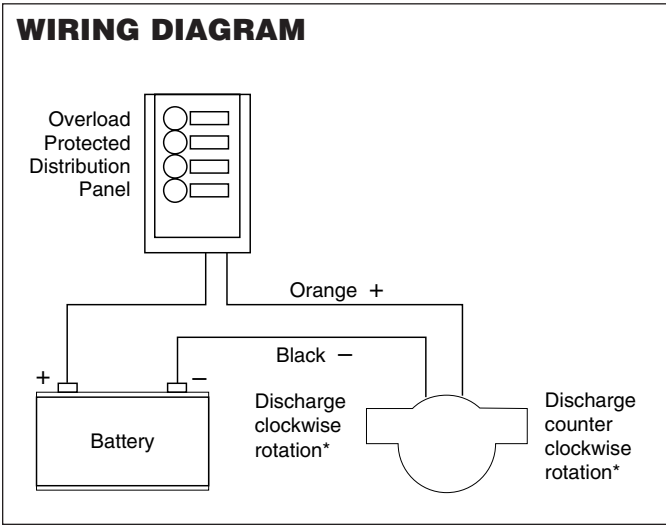 WIRING DIAGRAM
Overload
Protected
Distribution
Panel
Orange +
Black −
+
−
Battery
Discharge
clockwise
rotation*
Discharge
counter
clockwise
rotation*